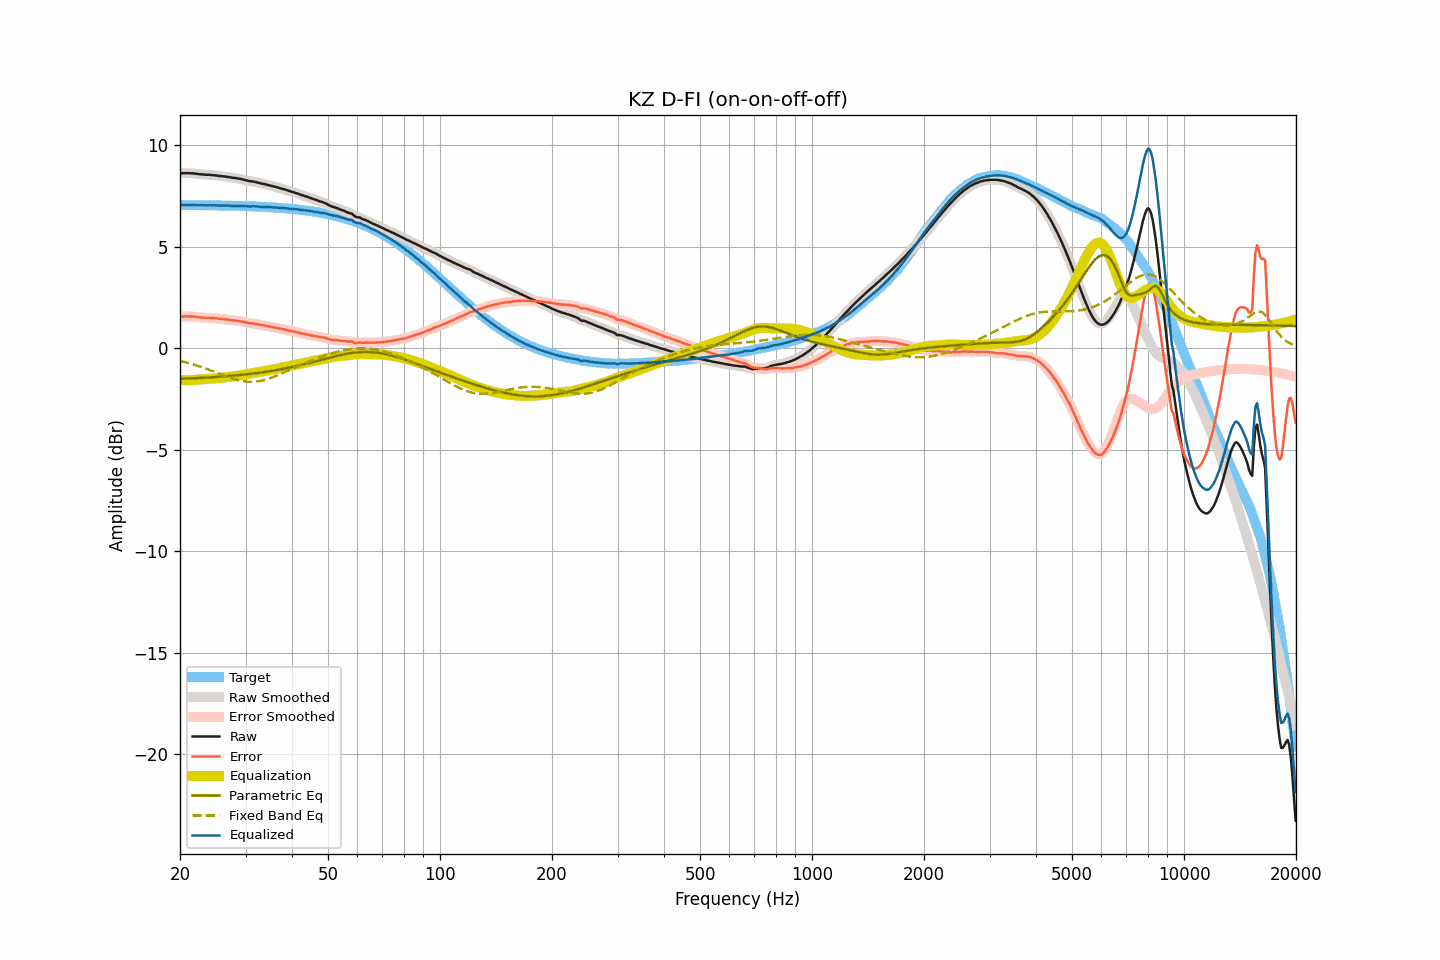 KZ D-FI (on-on-off-off)
Amplitude (dBr)
10
5
0
−5
−10
−15
−20
Target
Raw Smoothed
Error Smoothed
Raw
Error
Equalization
Parametric Eq
Fixed Band Eq
Equalized
20 50 100 200 500 1000 2000 5000 10000 20000
Frequency (Hz)